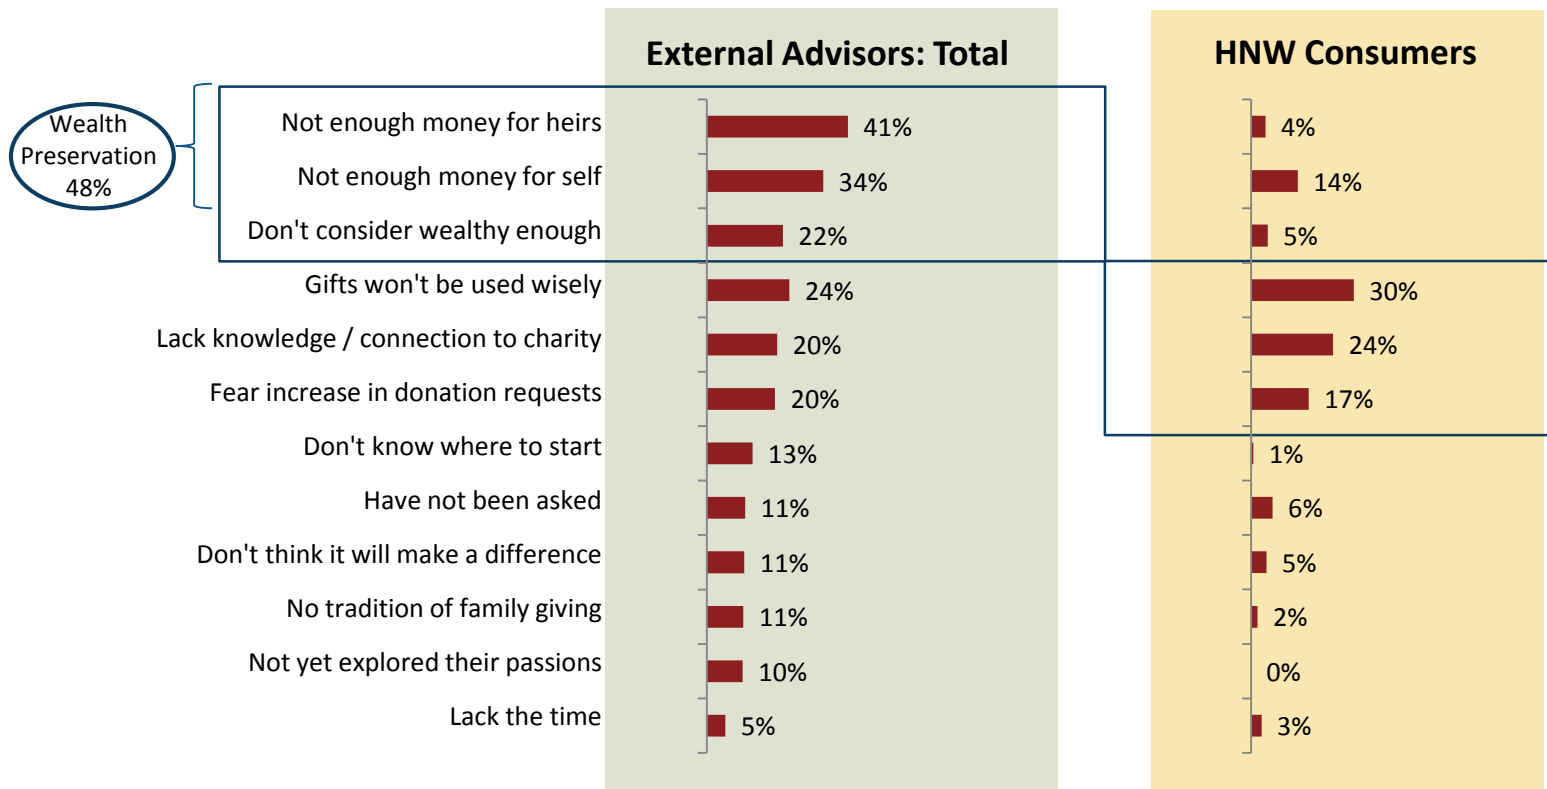 External Advisors: Total
HNW Consumers
Wealth
Preservation
48%
Not enough money for heirs 41% 4%
Not enough money for self 34% 14%
Don't consider wealthy enough 22% 5%
Gifts won't be used wisely 24% 30%
Lack knowledge / connection to charity 20% 24%
Fear increase in donation requests 20% 17%
Don't know where to start 13% 1%
Have not been asked 11% 6%
Don't think it will make a difference 11% 5%
No tradition of family giving 11% 2%
Not yet explored their passions 10% 0%
Lack the time 5% 3%